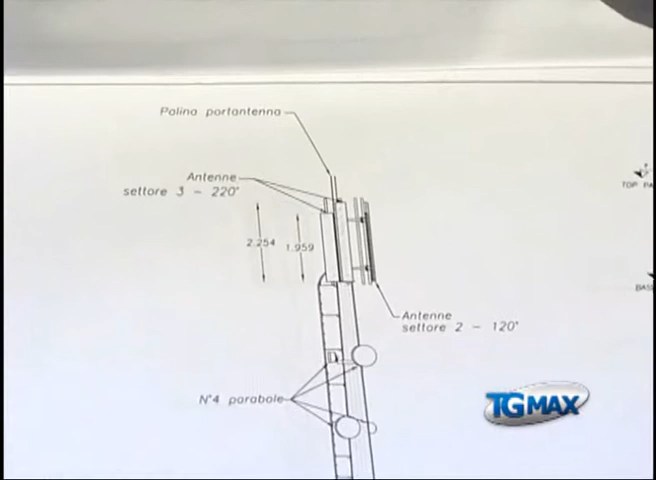 Palina portantenna
Antenne
settore 3 - 220°
TOP PA
2.254
1.959
BAS
Antenne
settore 2 - 120°
N°4 parabole
TGMAX